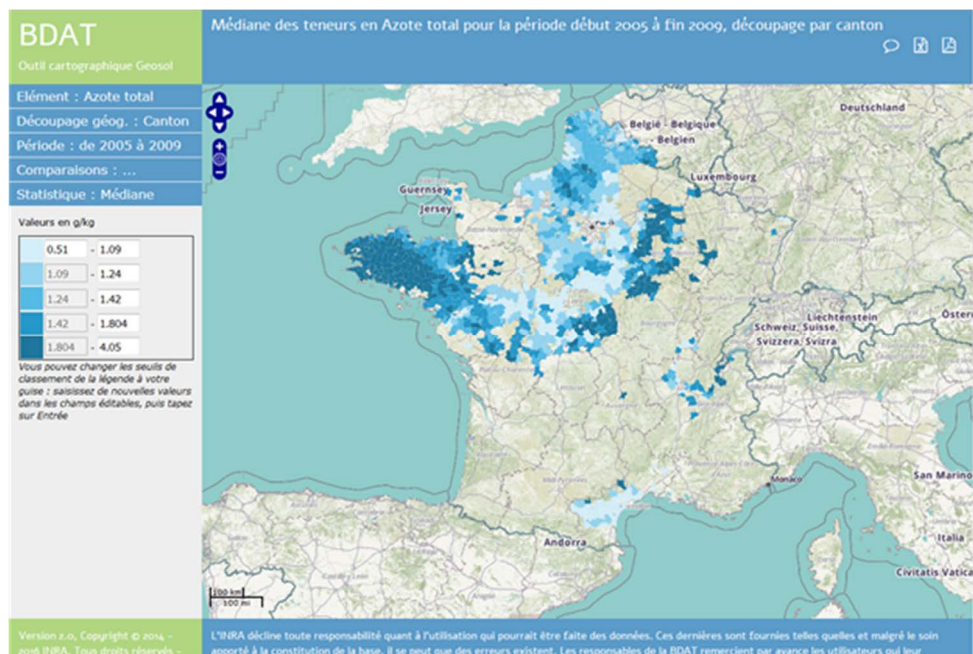 BDAT
Outil cartographique Geosol
Médiane des teneurs en Azote total pour la période début 2005 à fin 2009, découpage par canton
Elément : Azote total
Découpage géog. : Canton
Période : de 2005 à 2009
Comparaisons : ...
Statistique : Médiane
Valeurs en g/kg
0.51 - 1.09
1.09 - 1.24
1.24 - 1.42
1.42 - 1.804
1.804 - 4.05
Vous pouvez changer les seuils de
classement de la légende à votre
guise : saisissez de nouvelles valeurs
dans les champs éditables, puis tapez
sur Entrée
Deutschland
België - Belgique
- Belgien
Luxembourg
Guernsey
Jersey
Liechtenstein
Schweiz, Suisse,
Svizzera, Svizra
Öster
Monaco
San Marino
Andorra
Italia
Civitatis Vatica
100 km
100 mi
Version 2.0, Copyright © 2014 -
2016 INRA. Tous droits réservés -
L'INRA décline toute responsabilité quant à l'utilisation qui pourrait être faite des données. Ces dernières sont fournies telles quelles et malgré le soin
apporté à la constitution de la base, il se peut que des erreurs existent. Les responsables de la BDAT remercient par avance les utilisateurs qui leur